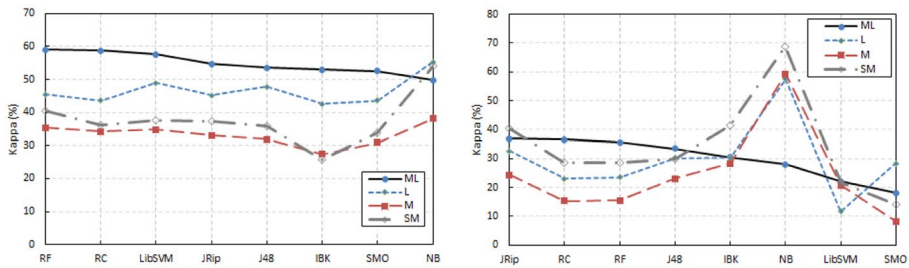 70
60
50
40
30
20
10
0
Kappa (%)
RF RC LibSVM JRip J48 IBK SMO NB
ML
L
M
SM
80
70
60
50
40
30
20
10
0
Kappa (%)
JRip RC RF J48 IBK NB LibSVM SMO
ML
L
M
SM